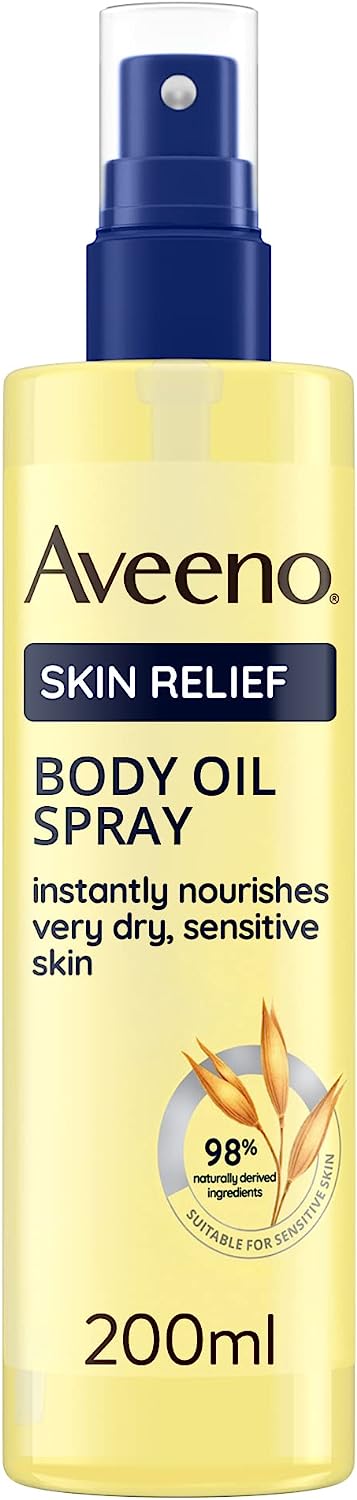 Aveeno®
SKIN RELIEF
BODY OIL
SPRAY
instantly nourishes
very dry, sensitive
skin
98%
naturally derived
ingredients
SUITABLE FOR SENSITIVE SKIN
200ml